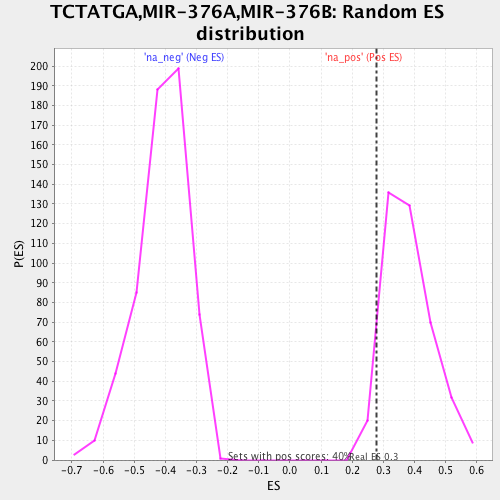 TCTATGA,MIR-376A,MIR-376B: Random ES
distribution
'na_neg' (Neg ES)
'na_pos' (Pos ES)
P(ES)
200
190
180
170
160
150
140
130
120
110
100
90
80
70
60
50
40
30
20
10
0
Sets with pos scores: 40%
Real ES 0.3
-0.7 -0.6 -0.5 -0.4 -0.3 -0.2 -0.1 0.0 0.1 0.2 0.3 0.4 0.5 0.6
ES